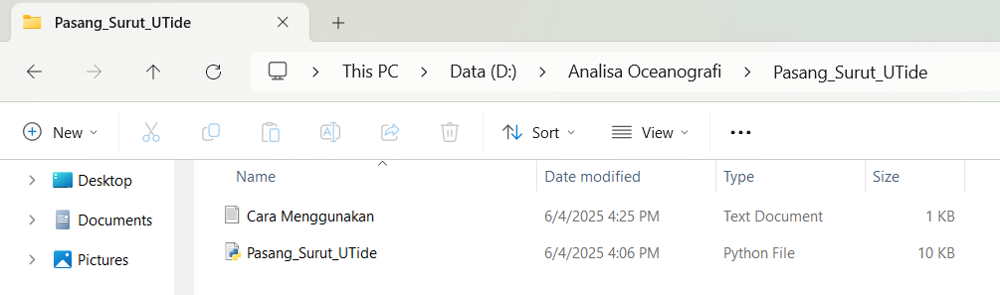 Pasang_Surut_UTide
This PC > Data (D:) > Analisa Oceanografi > Pasang_Surut_UTide
New Sort View
Name Date modified Type Size
Desktop
Documents
Pictures
Cara Menggunakan 6/4/2025 4:25 PM Text Document 1 KB
Pasang_Surut_UTide 6/4/2025 4:06 PM Python File 10 KB